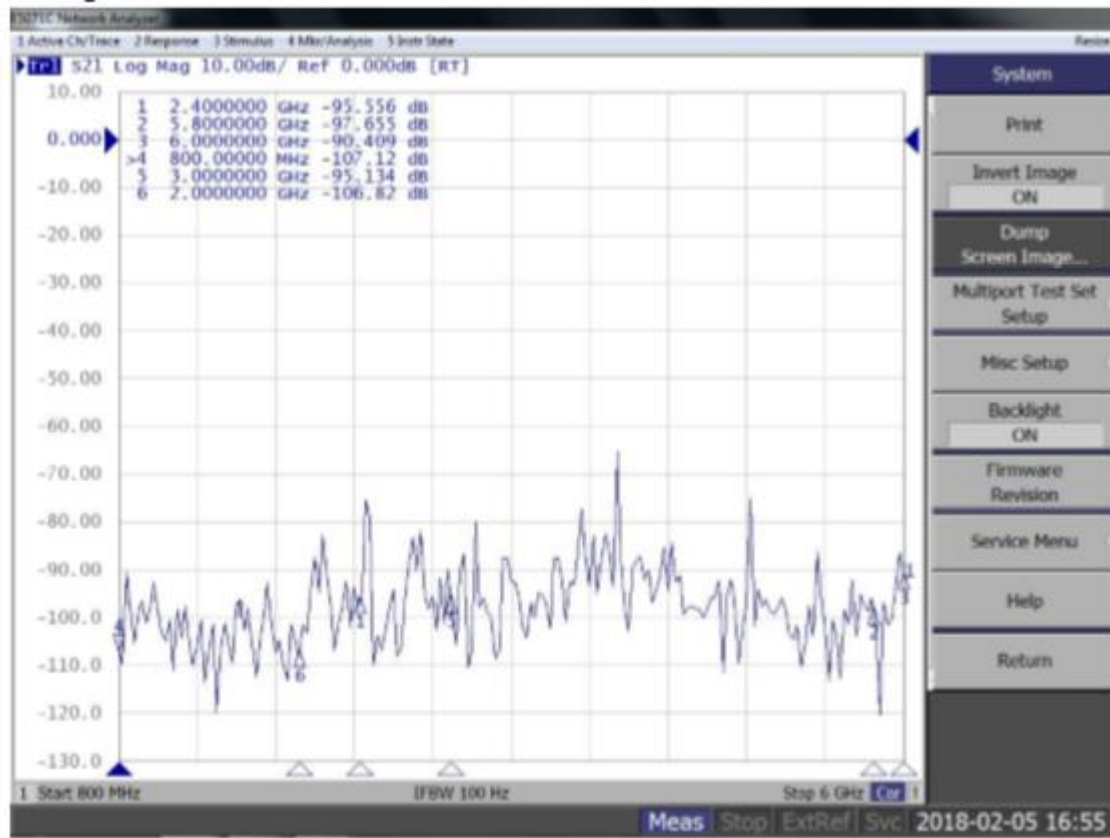 E5071C Network Analyzer
1 Active Ch/Trace 2 Response 3 Stimulus 4 Mkr/Analysis 5 Instr State
Resize
Tr1 S21 Log Mag 10.00dB/ Ref 0.000dB [RT]
10.00
0.000
-10.00
-20.00
-30.00
-40.00
-50.00
-60.00
-70.00
-80.00
-90.00
-100.0
-110.0
-120.0
-130.0
1 2.4000000 GHz -95.556 dB
2 5.8000000 GHz -97.655 dB
3 6.0000000 GHz -90.409 dB
>4 800.00000 MHz -107.12 dB
5 3.0000000 GHz -95.134 dB
6 2.0000000 GHz -106.82 dB
6
1 Start 800 MHz
IFBW 100 Hz
Stop 6 GHz Cor !
System
Print
Invert Image
ON
Dump
Screen Image...
Multiport Test Set
Setup
Misc Setup
Backlight
ON
Firmware
Revision
Service Menu
Help
Return
Meas Stop ExtRef Svc 2018-02-05 16:55